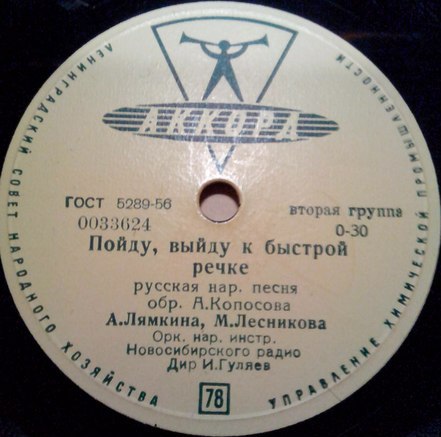 ЛЕНИНГРАДСКИЙ СОВЕТ НАРОДНОГО ХОЗЯЙСТВА
УПРАВЛЕНИЕ ХИМИЧЕСКОЙ ПРОМЫШЛЕННОСТИ
АККОРД
ГОСТ 5289-56
0033624
вторая группа
0-30
Пойду, выйду к быстрой
речке
русская нар. песня
обр. А.Копосова
А.Лямкина, М.Лесникова
Орк. нар. инстр.
Новосибирского радио
Дир И.Гуляев
78